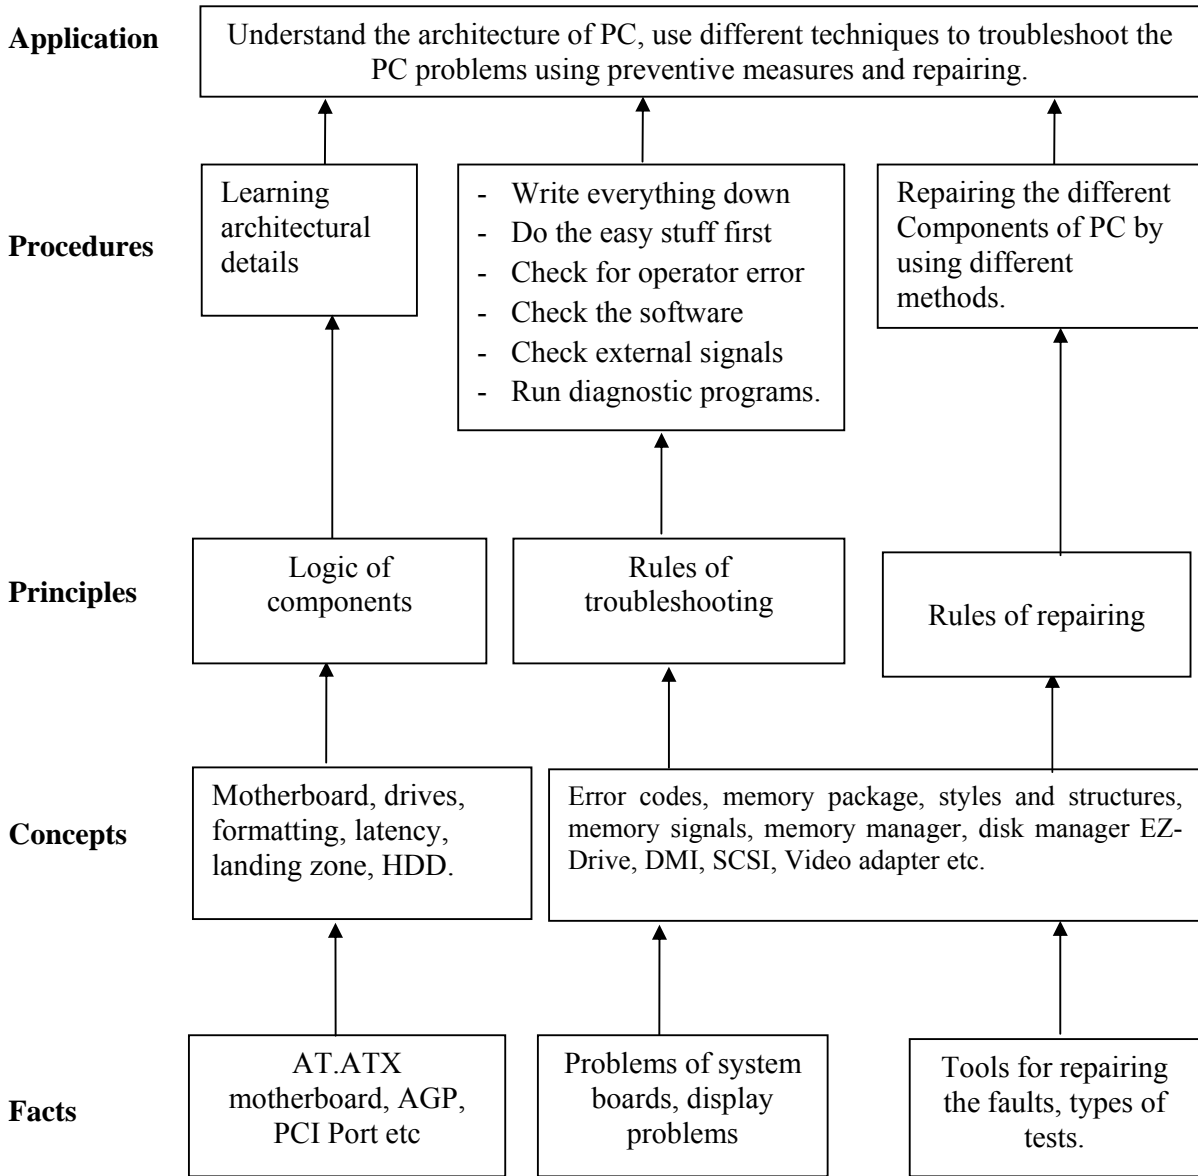 Application
Understand the architecture of PC, use different techniques to troubleshoot the
PC problems using preventive measures and repairing.
Procedures
Learning
architectural
details
- Write everything down
- Do the easy stuff first
- Check for operator error
- Check the software
- Check external signals
- Run diagnostic programs.
Repairing the different
Components of PC by
using different
methods.
Principles
Logic of
components
Rules of
troubleshooting
Rules of repairing
Concepts
Motherboard, drives,
formatting, latency,
landing zone, HDD.
Error codes, memory package, styles and structures,
memory signals, memory manager, disk manager EZ-
Drive, DMI, SCSI, Video adapter etc.
Facts
AT.ATX
motherboard, AGP,
PCI Port etc
Problems of system
boards, display
problems
Tools for repairing
the faults, types of
tests.